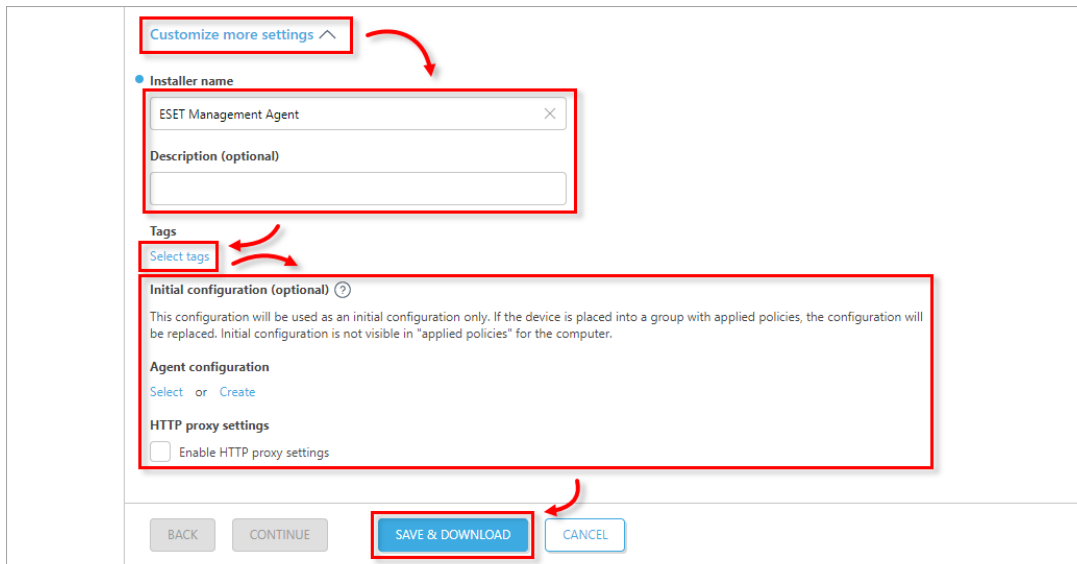 Customize more settings
Installer name
ESET Management Agent
Description (optional)
Tags
Select tags
Initial configuration (optional) ?
This configuration will be used as an initial configuration only. If the device is placed into a group with applied policies, the configuration will
be replaced. Initial configuration is not visible in "applied policies" for the computer.
Agent configuration
Select or Create
HTTP proxy settings
Enable HTTP proxy settings
BACK CONTINUE SAVE & DOWNLOAD CANCEL